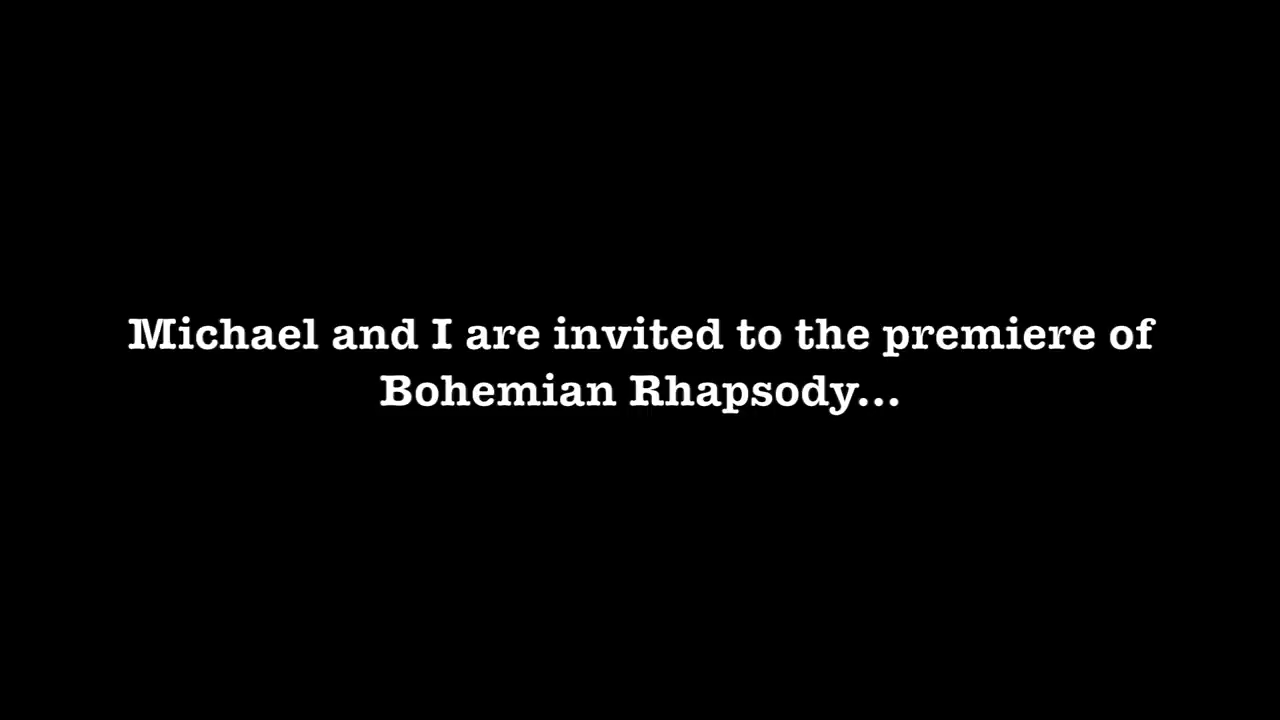 Michael and I are invited to the premiere of
Bohemian Rhapsody...